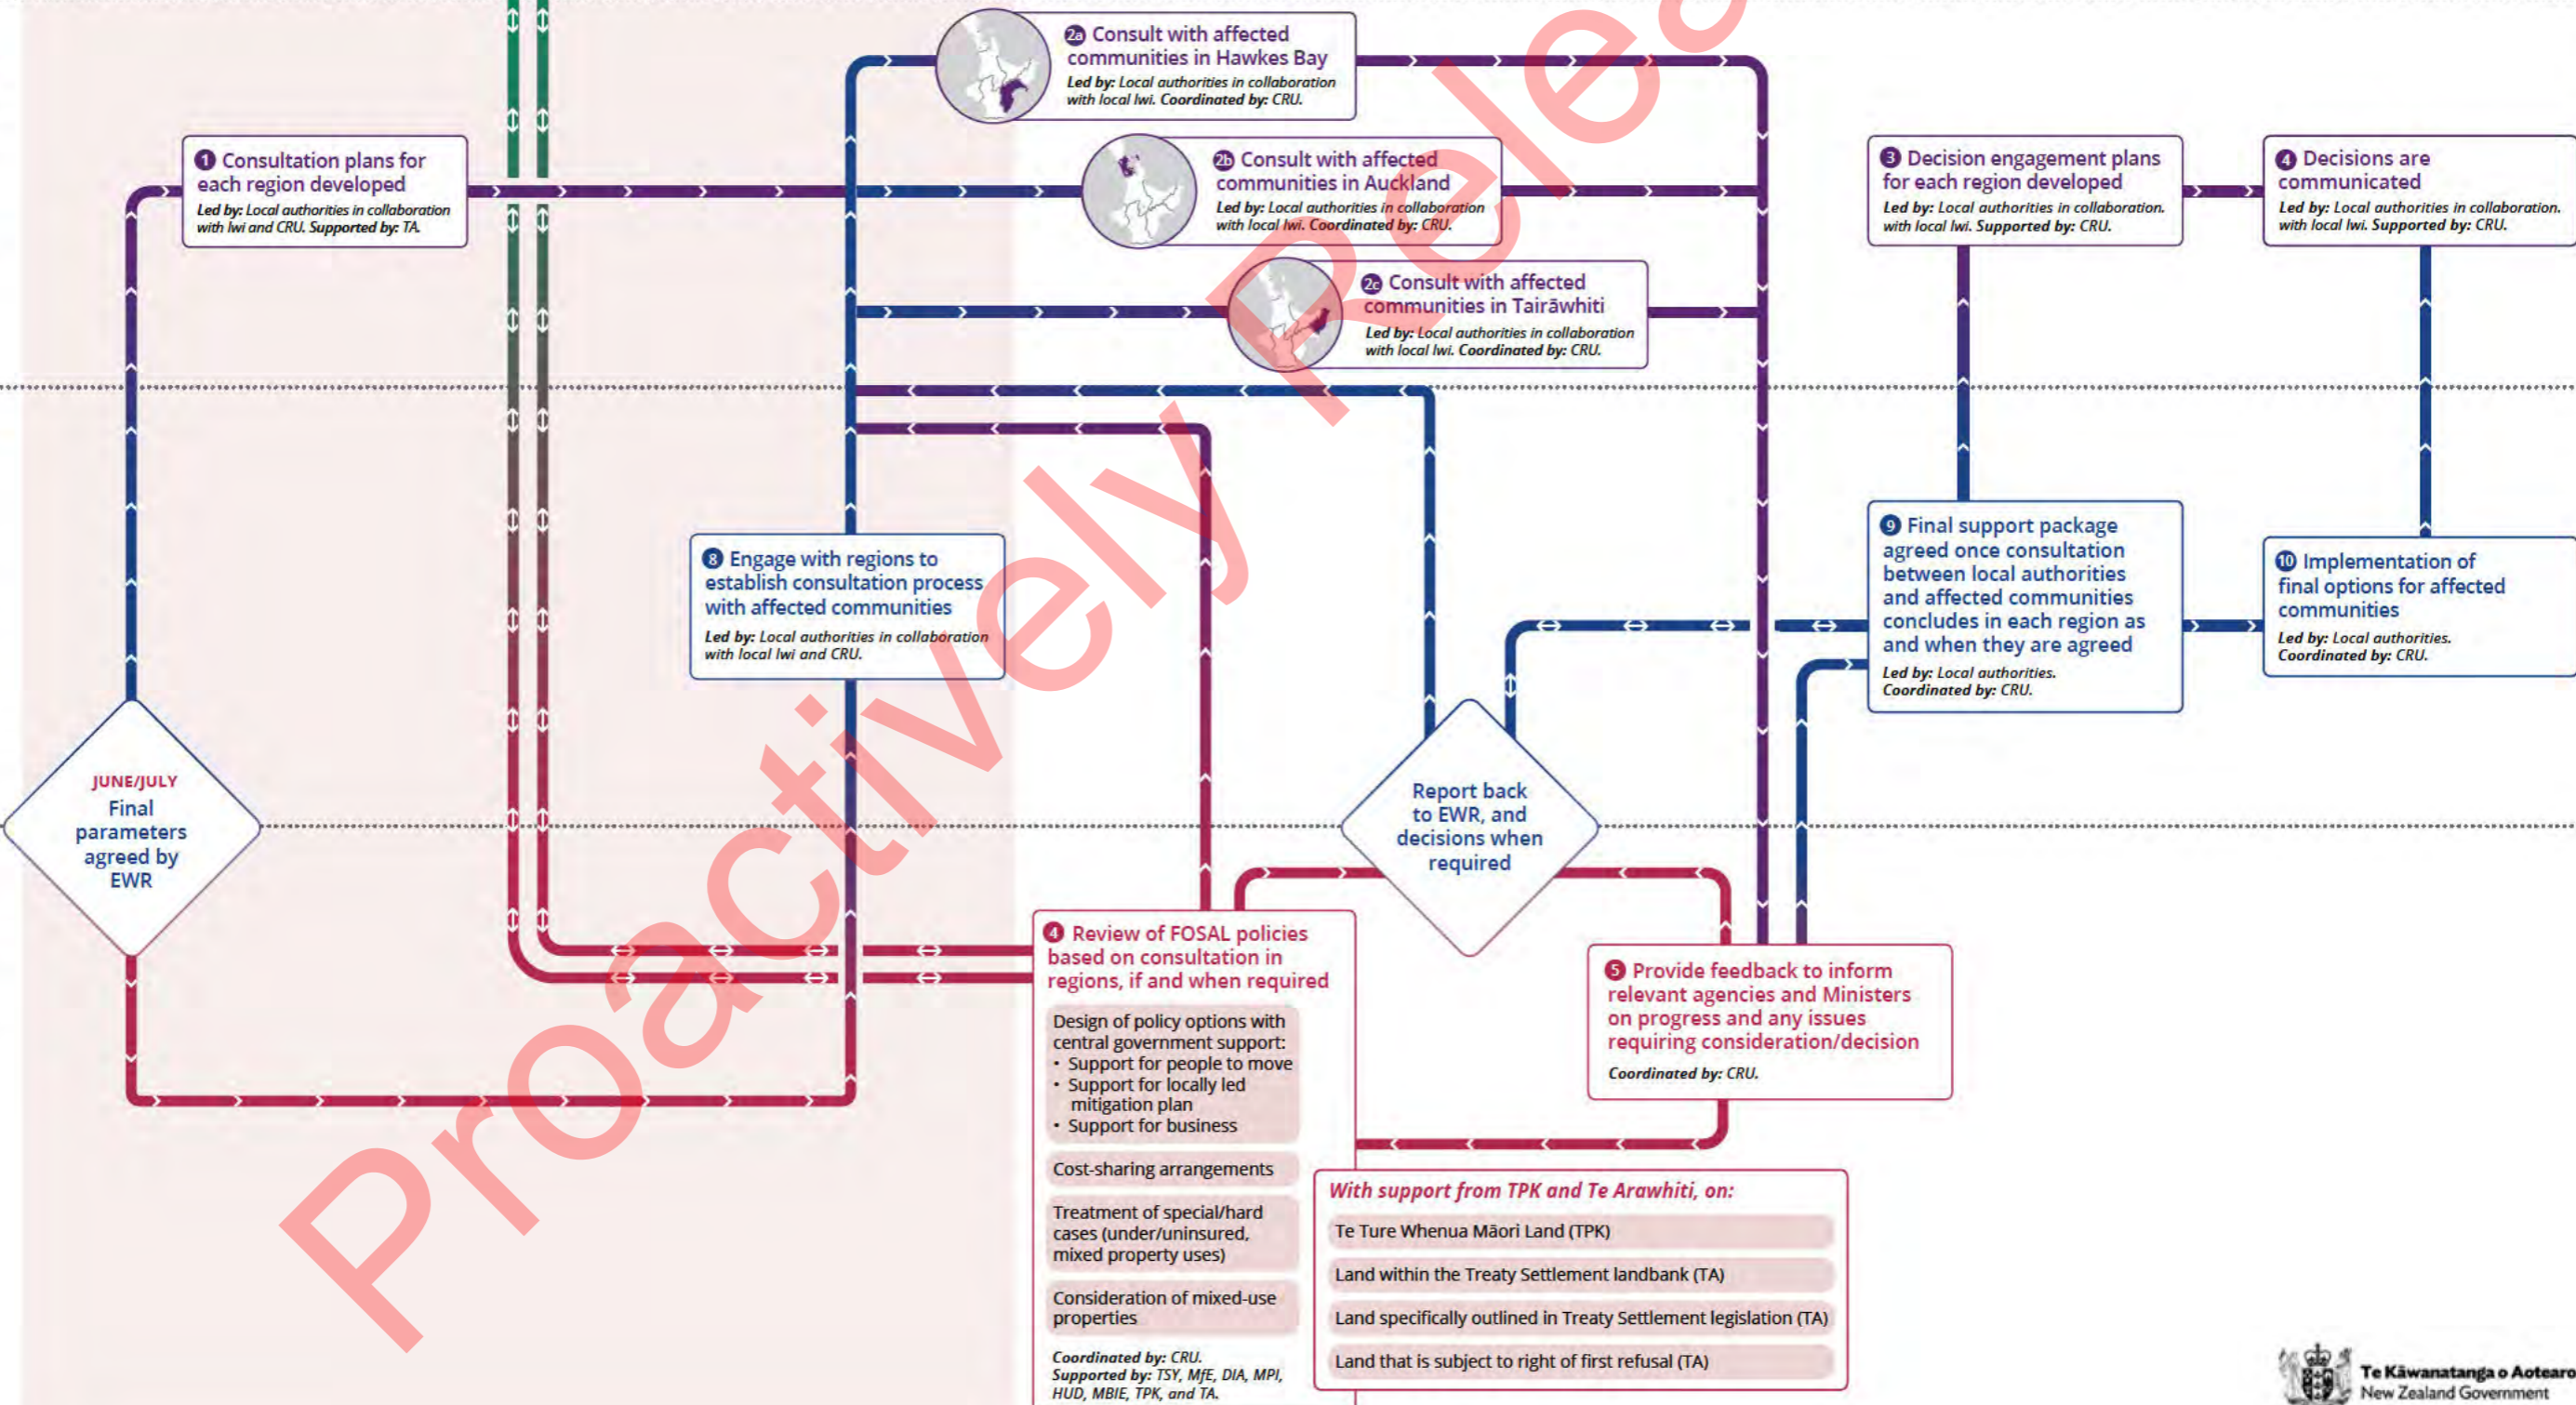 2a Consult with affected
communities in Hawkes Bay
Led by: Local authorities in collaboration
with local Iwi. Coordinated by: CRU.
1 Consultation plans for
each region developed
Led by: Local authorities in collaboration
with Iwi and CRU. Supported by: TA.
2b Consult with affected
communities in Auckland
Led by: Local authorities in collaboration
with local Iwi. Coordinated by: CRU.
3 Decision engagement plans
for each region developed
Led by: Local authorities in collaboration.
with local Iwi. Supported by: CRU.
4 Decisions are
communicated
Led by: Local authorities in collaboration.
with local Iwi. Supported by: CRU.
2c Consult with affected
communities in Tairāwhiti
Led by: Local authorities in collaboration
with local Iwi. Coordinated by: CRU.
8 Engage with regions to
establish consultation process
with affected communities
Led by: Local authorities in collaboration
with local Iwi and CRU.
9 Final support package
agreed once consultation
between local authorities
and affected communities
concludes in each region as
and when they are agreed
Led by: Local authorities.
Coordinated by: CRU.
10 Implementation of
final options for affected
communities
Led by: Local authorities.
Coordinated by: CRU.
JUNE/JULY
Final
parameters
agreed by
EWR
Report back
to EWR, and
decisions when
required
4 Review of FOSAL policies
based on consultation in
regions, if and when required
Design of policy options with
central government support:
• Support for people to move
• Support for locally led
mitigation plan
• Support for business
Cost-sharing arrangements
Treatment of special/hard
cases (under/uninsured,
mixed property uses)
Consideration of mixed-use
properties
Coordinated by: CRU.
Supported by: TSY, MfE, DIA, MPI,
HUD, MBIE, TPK, and TA.
5 Provide feedback to inform
relevant agencies and Ministers
on progress and any issues
requiring consideration/decision
Coordinated by: CRU.
With support from TPK and Te Arawhiti, on:
Te Ture Whenua Māori Land (TPK)
Land within the Treaty Settlement landbank (TA)
Land specifically outlined in Treaty Settlement legislation (TA)
Land that is subject to right of first refusal (TA)
Proactively Relea
Te Kāwanatanga o Aotearo
New Zealand Government